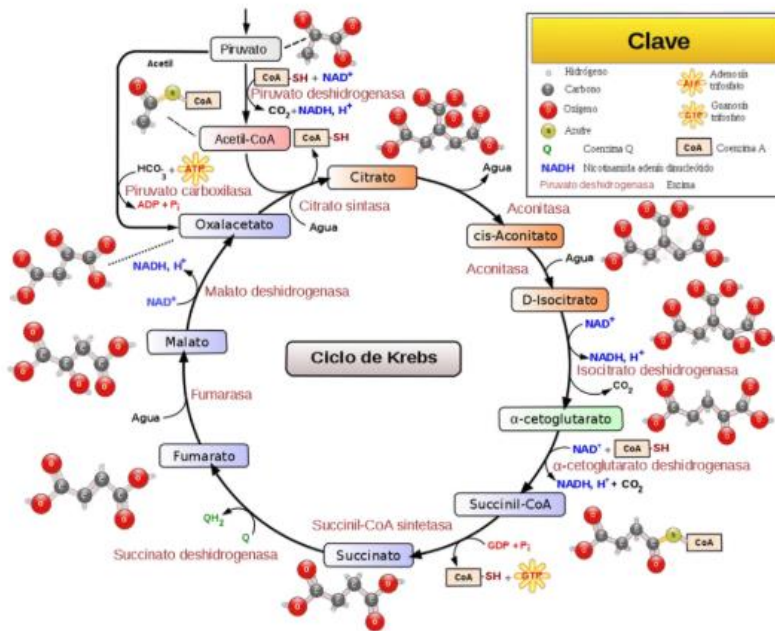 Piruvato
Acetil
CoA-SH + NAD+
Piruvato deshidrogenasa
CO2+NADH, H+
CoA
Acetil-CoA
CoA-SH
HCO3- + ATP
Piruvato carboxilasa
ADP + Pi
Citrato
Citrato sintasa
Agua
Oxalacetato
Agua
Aconitasa
cis-Aconitato
Aconitasa
Agua
D-Isocitrato
NAD+
NADH, H+
Isocitrato deshidrogenasa
CO2
α-cetoglutarato
NAD+ + CoA-SH
α-cetoglutarato deshidrogenasa
NADH, H+ + CO2
Succinil-CoA
CoA
Succinil-CoA sintetasa
GDP + Pi
CoA-SH + GTP
Succinato
Succinato deshidrogenasa
Q
QH2
Fumarato
Agua
Fumarasa
Malato
Malato deshidrogenasa
NAD+
NADH, H+
Ciclo de Krebs
Clave
Hidrógeno
Carbono
Oxígeno
Azufre
Q Coenzima Q
NADH Nicotinamida adenís dinucleótido
Piruvato deshidrogenasa Enzima
ATP Adenosís
trifosfato
GTP Guanosís
trifosfato
CoA Coenzima A